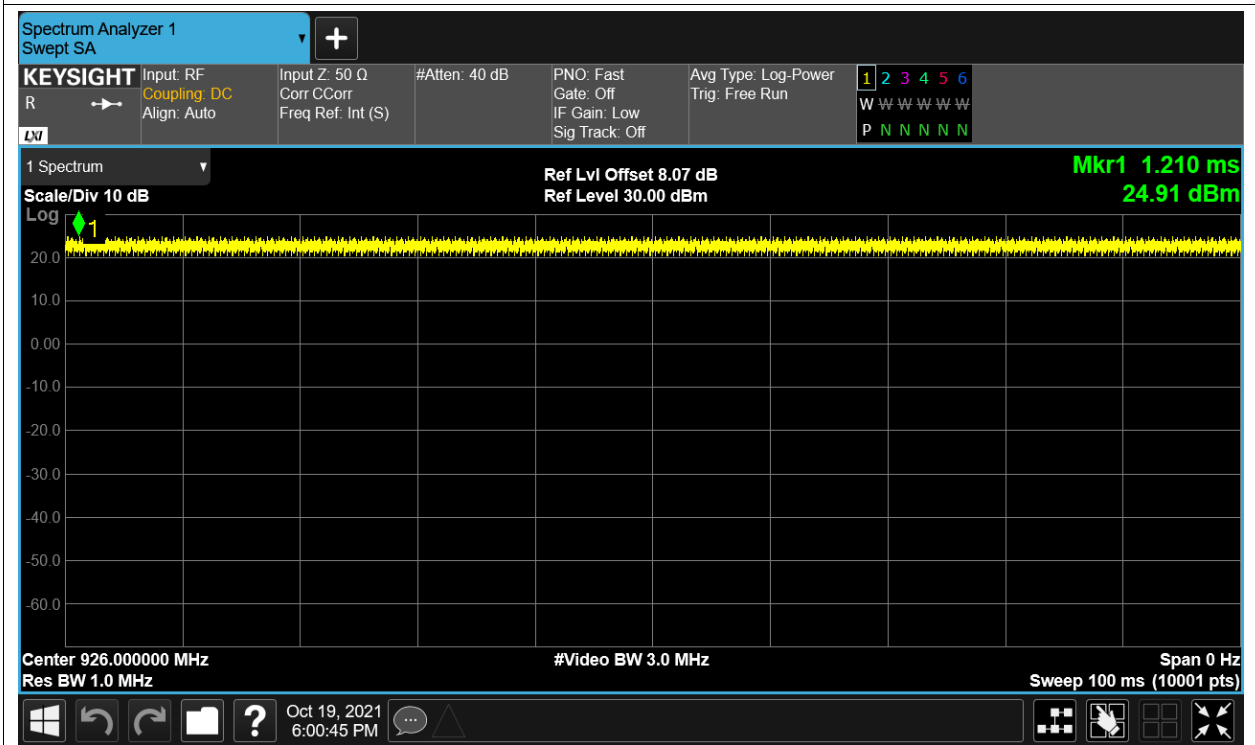 Spectrum Analyzer 1
Swept SA
▼
+
KEYSIGHT Input: RF Input Z: 50 Ω #Atten: 40 dB PNO: Fast Avg Type: Log-Power 1 2 3 4 5 6
R Coupling: DC Corr CCorr Gate: Off Trig: Free Run W W W W W W
Align: Auto Freq Ref: Int (S) IF Gain: Low
LXI Sig Track: Off P N N N N N
1 Spectrum ▼ Ref Lvl Offset 8.07 dB Mkr1 1.210 ms
Scale/Div 10 dB Ref Level 30.00 dBm 24.91 dBm
Log
1
20.0
10.0
0.00
-10.0
-20.0
-30.0
-40.0
-50.0
-60.0
Center 926.000000 MHz #Video BW 3.0 MHz Span 0 Hz
Res BW 1.0 MHz Sweep 100 ms (10001 pts)
? Oct 19, 2021
6:00:45 PM